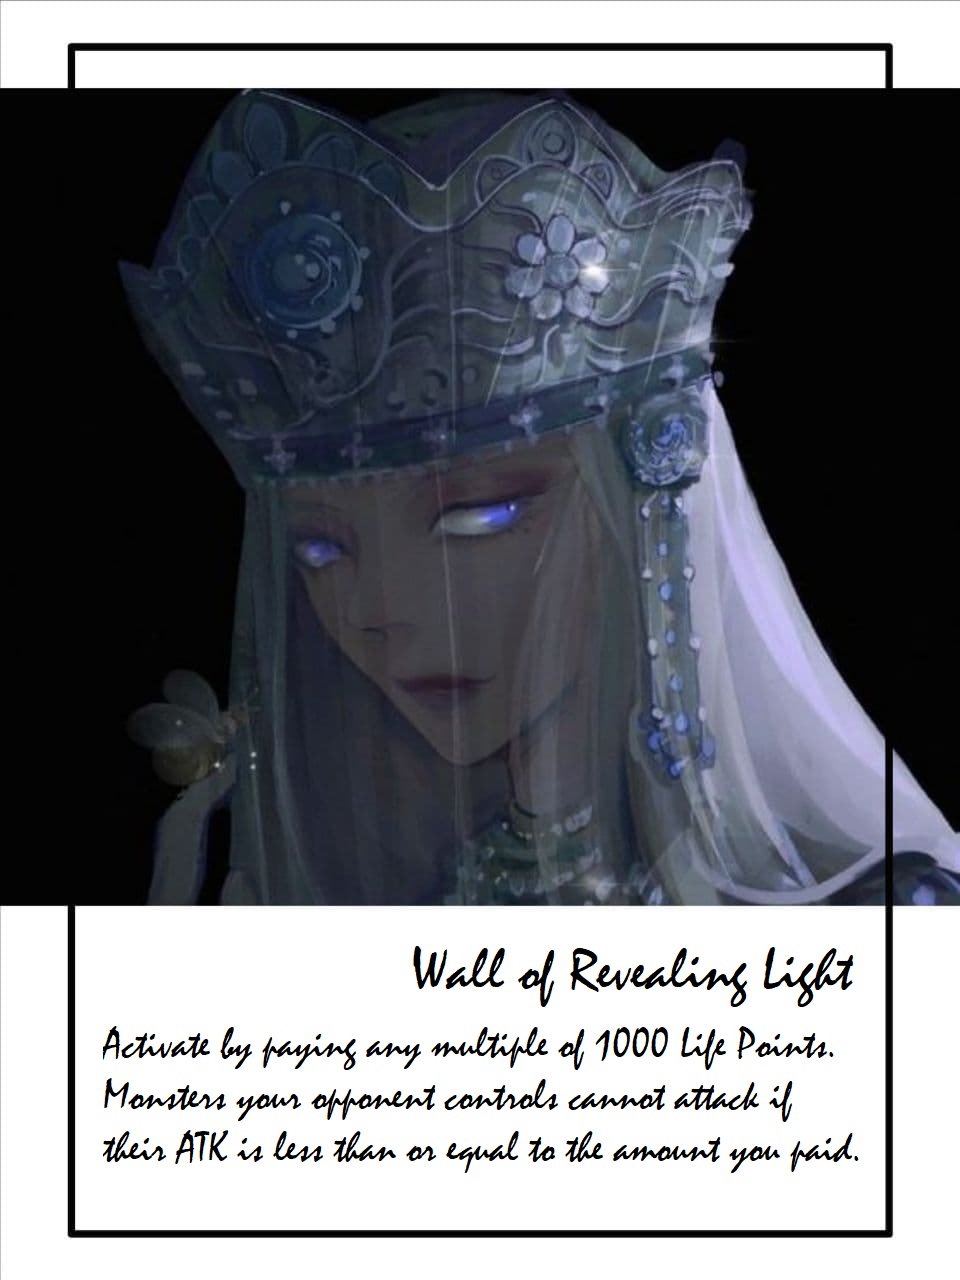 Wall of Revealing Light
Activate by paying any multiple of 1000 Life Points.
Monsters your opponent controls cannot attack if
their ATK is less than or equal to the amount you paid.